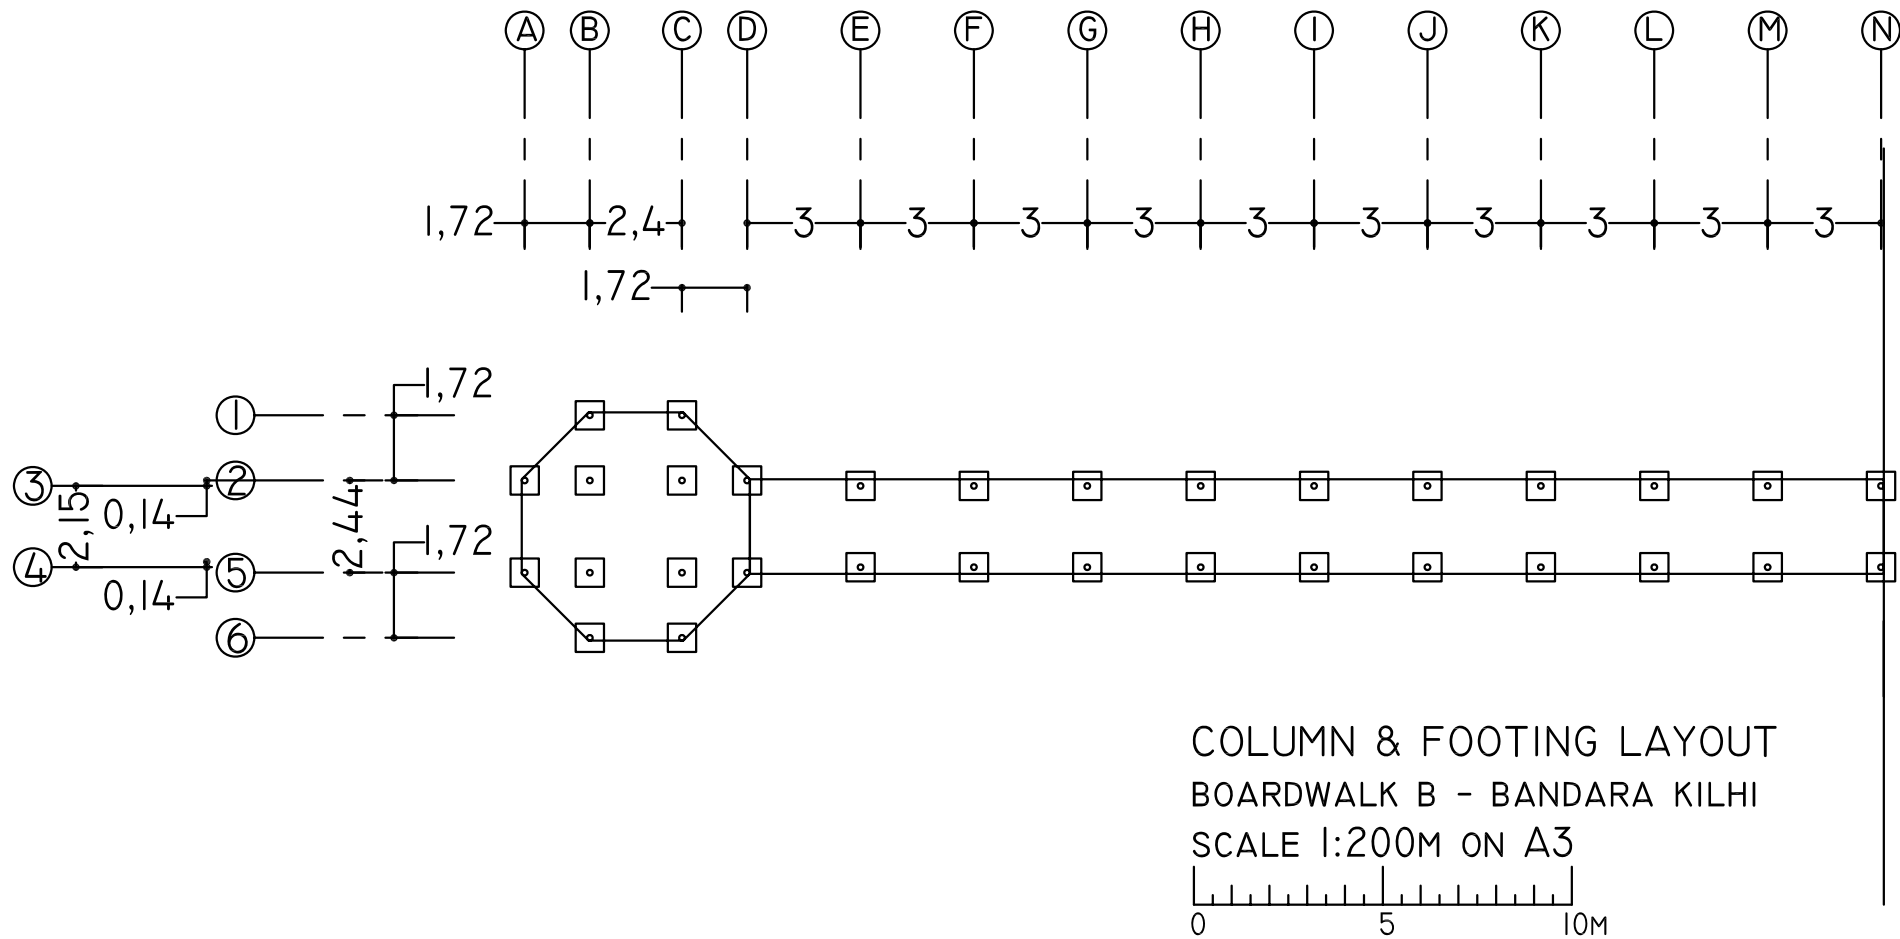 A B C D E F G H I J K L M N
1,72 2,4 3 3 3 3 3 3 3 3 3 3
1,72
1,72
1
3 2
2,15 0,14 2,44
1,72
4 5
0,14
6
COLUMN & FOOTING LAYOUT
BOARDWALK B - BANDARA KILHI
SCALE 1:200M ON A3
0 5 10M